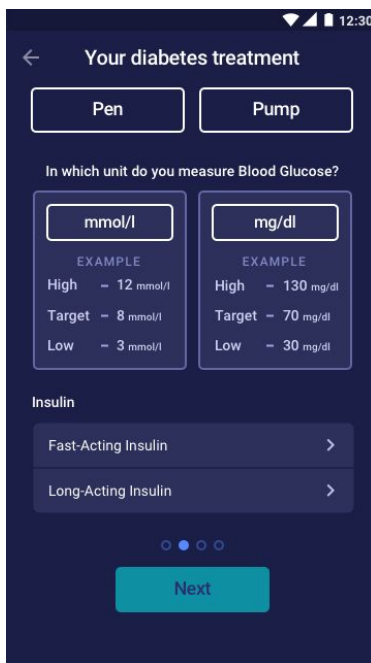 12:30
Your diabetes treatment
Pen Pump
In which unit do you measure Blood Glucose?
mmol/l mg/dl
EXAMPLE EXAMPLE
High – 12 mmol/l High – 130 mg/dl
Target – 8 mmol/l Target – 70 mg/dl
Low – 3 mmol/l Low – 30 mg/dl
Insulin
Fast-Acting Insulin
Long-Acting Insulin
Next